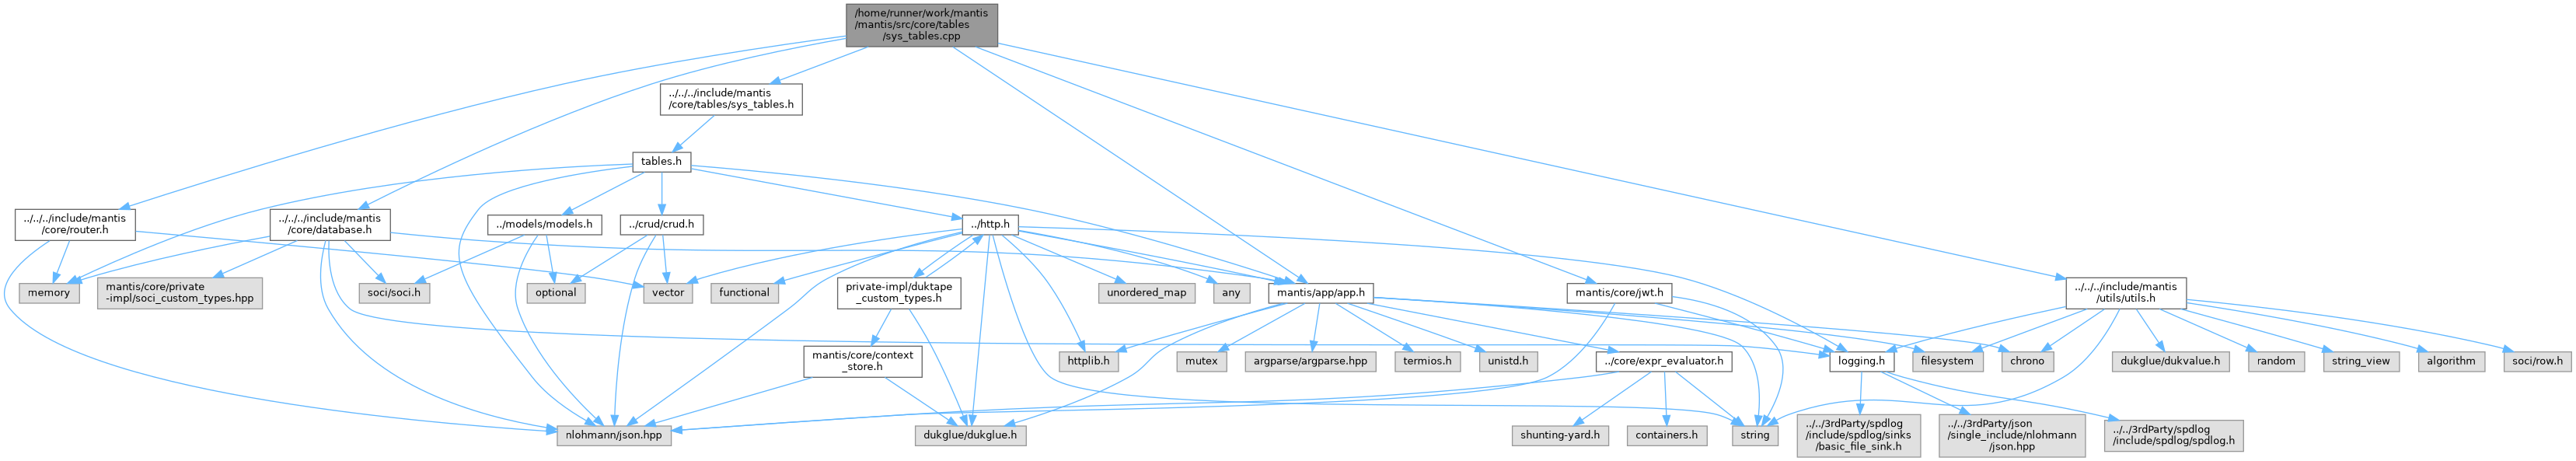 /home/runner/work/mantis
/mantis/src/core/tables
/sys_tables.cpp
../../../include/mantis
/core/tables/sys_tables.h
tables.h
../../../include/mantis
/core/router.h
../../../include/mantis
/core/database.h
../models/models.h
../crud/crud.h
../http.h
memory
mantis/core/private
-impl/soci_custom_types.hpp
soci/soci.h
optional
vector
functional
private-impl/duktape
_custom_types.h
unordered_map
any
mantis/app/app.h
mantis/core/jwt.h
../../../include/mantis
/utils/utils.h
mantis/core/context
_store.h
httplib.h
mutex
argparse/argparse.hpp
termios.h
unistd.h
../core/expr_evaluator.h
logging.h
filesystem
chrono
dukglue/dukvalue.h
random
string_view
algorithm
soci/row.h
nlohmann/json.hpp
dukglue/dukglue.h
shunting-yard.h
containers.h
string
../../3rdParty/spdlog
/include/spdlog/sinks
/basic_file_sink.h
../../3rdParty/json
/single_include/nlohmann
/json.hpp
../../3rdParty/spdlog
/include/spdlog/spdlog.h